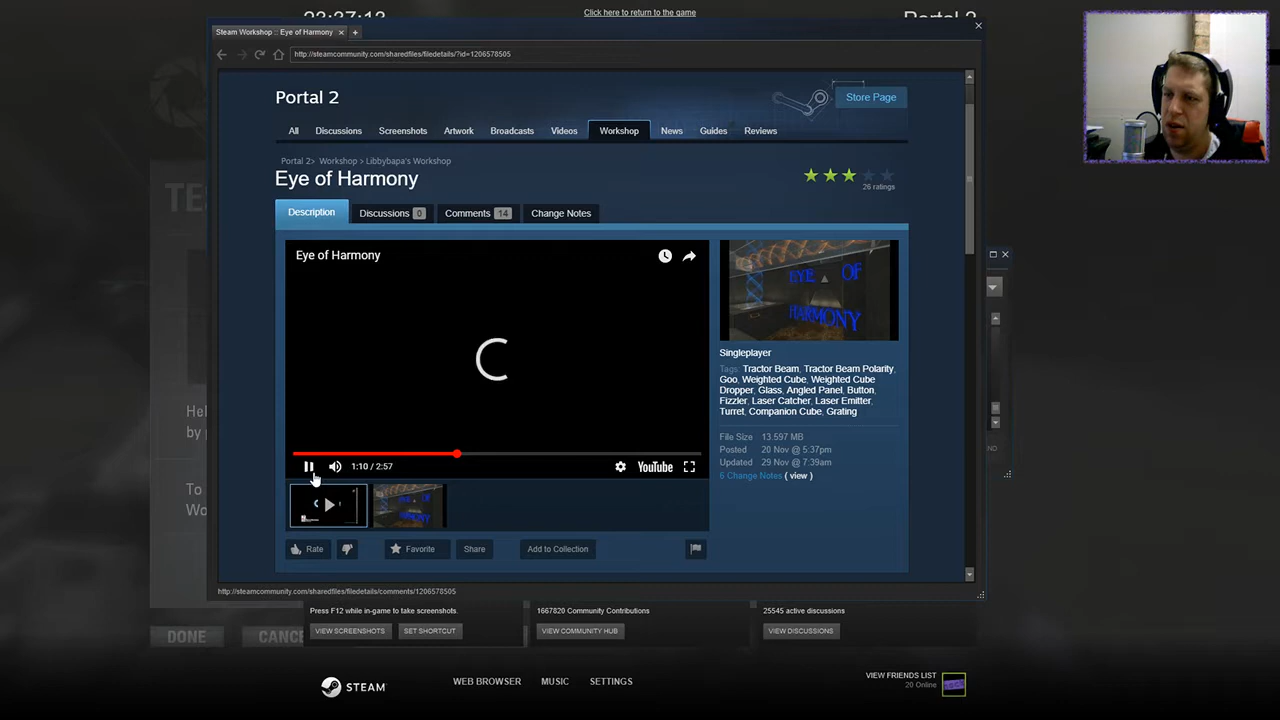 23:37:13
Click here to return to the game
Portal 2
Steam Workshop :: Eye of Harmony
http://steamcommunity.com/sharedfiles/filedetails/?id=1206578505
Portal 2
Store Page
All Discussions Screenshots Artwork Broadcasts Videos Workshop News Guides Reviews
Portal 2> Workshop > Libbybapa's Workshop
Eye of Harmony
26 ratings
Description Discussions 0 Comments 14 Change Notes
Eye of Harmony
EYE OF
HARMONY
Singleplayer
Tags: Tractor Beam, Tractor Beam Polarity,
Goo, Weighted Cube, Weighted Cube
Dropper, Glass, Angled Panel, Button,
Fizzler, Laser Catcher, Laser Emitter,
Turret, Companion Cube, Grating
File Size 13.597 MB
Posted 20 Nov @ 5:37pm
Updated 29 Nov @ 7:39am
6 Change Notes ( view )
1:10 / 2:57
YouTube
EYE OF
HARMONY
Rate Favorite Share Add to Collection
http://steamcommunity.com/sharedfiles/filedetails/comments/1206578505
Press F12 while in-game to take screenshots.
1667820 Community Contributions
25545 active discussions
VIEW SCREENSHOTS SET SHORTCUT VIEW COMMUNITY HUB VIEW DISCUSSIONS
DONE
STEAM
WEB BROWSER MUSIC SETTINGS
VIEW FRIENDS LIST
20 Online